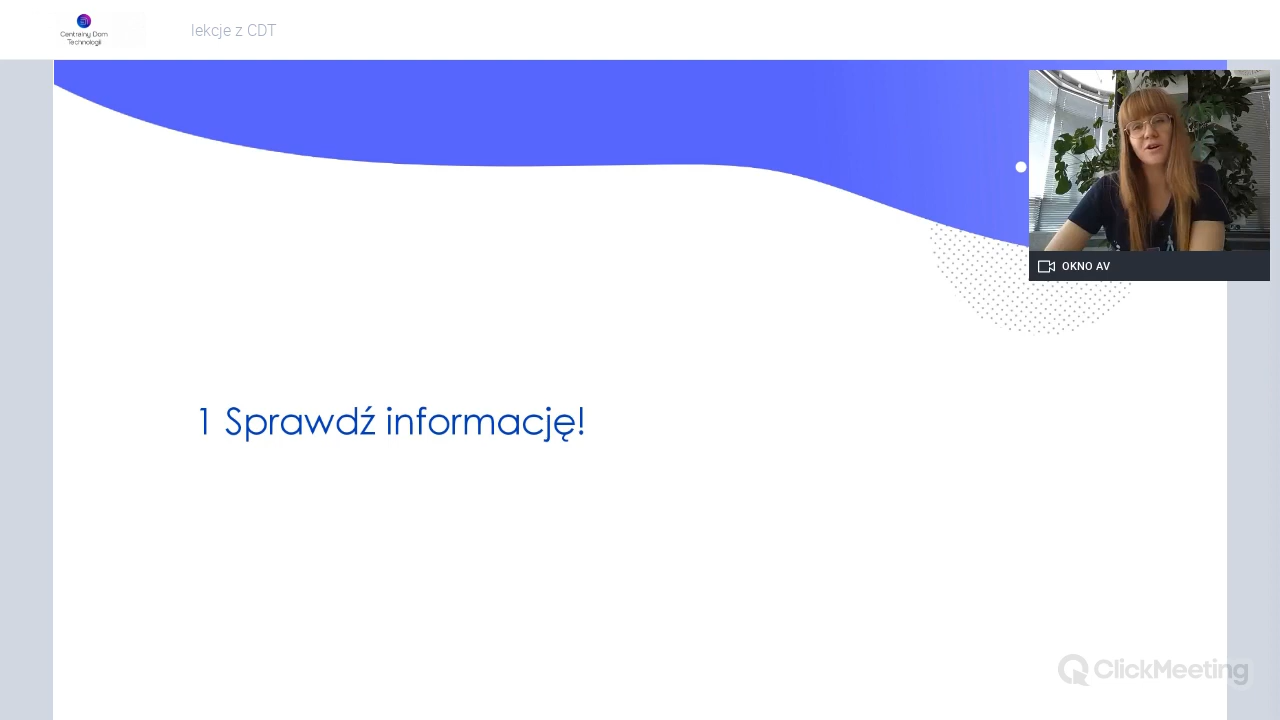 Centralny Dom
Technologii
lekcje z CDT
OKNO AV
1 Sprawdź informację!
ClickMeeting